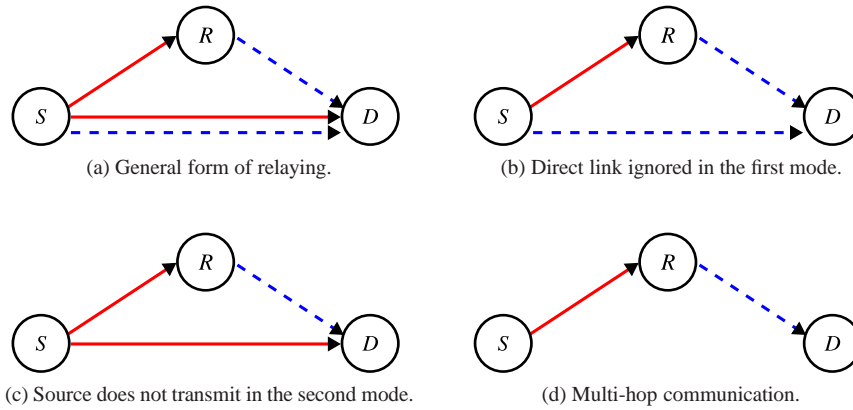 R
S
D
(a) General form of relaying.
R
S
D
(b) Direct link ignored in the first mode.
R
S
D
(c) Source does not transmit in the second mode.
R
S
D
(d) Multi-hop communication.